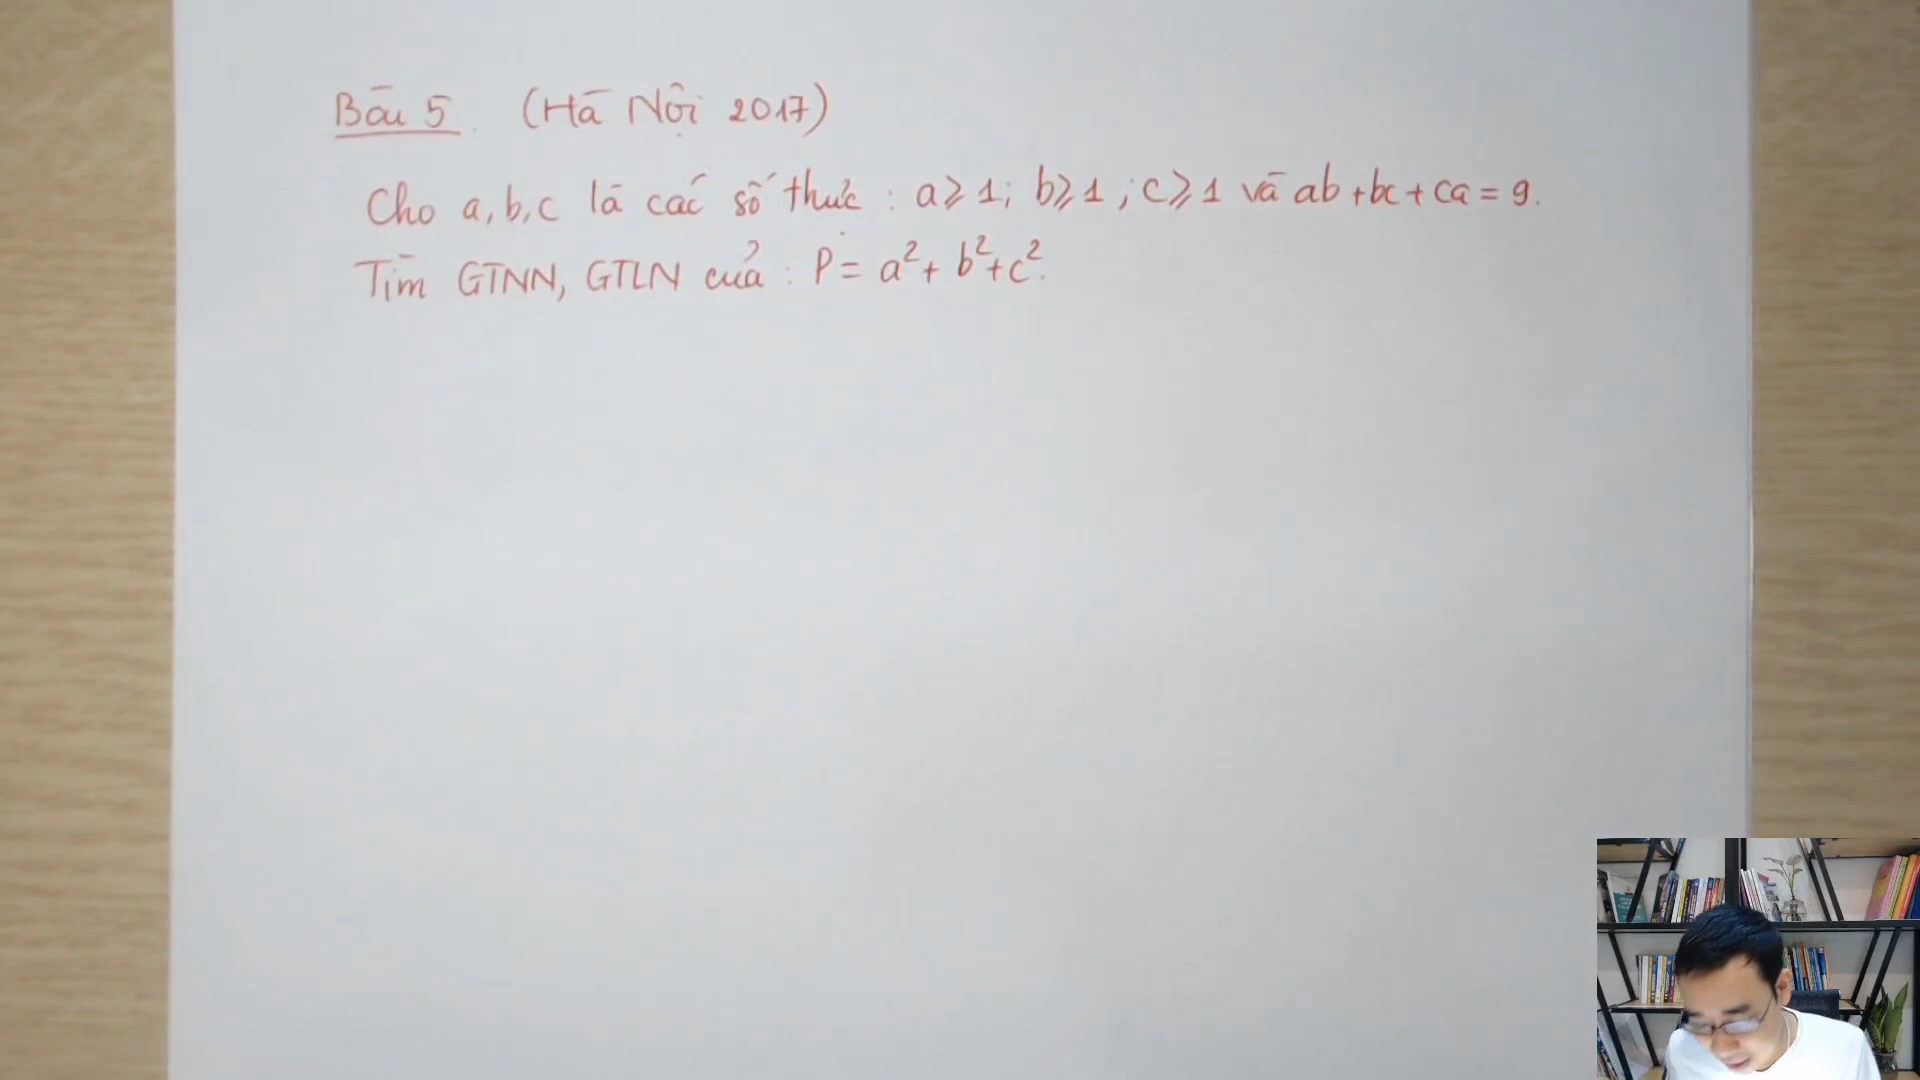 Bài 5 (Hà Nội 2017)
Cho a, b, c là các số thực : a ⩾ 1; b ⩾ 1 ; c ⩾ 1 và ab + bc + ca = 9.
Tìm GTNN, GTLN của : P = a² + b² + c².